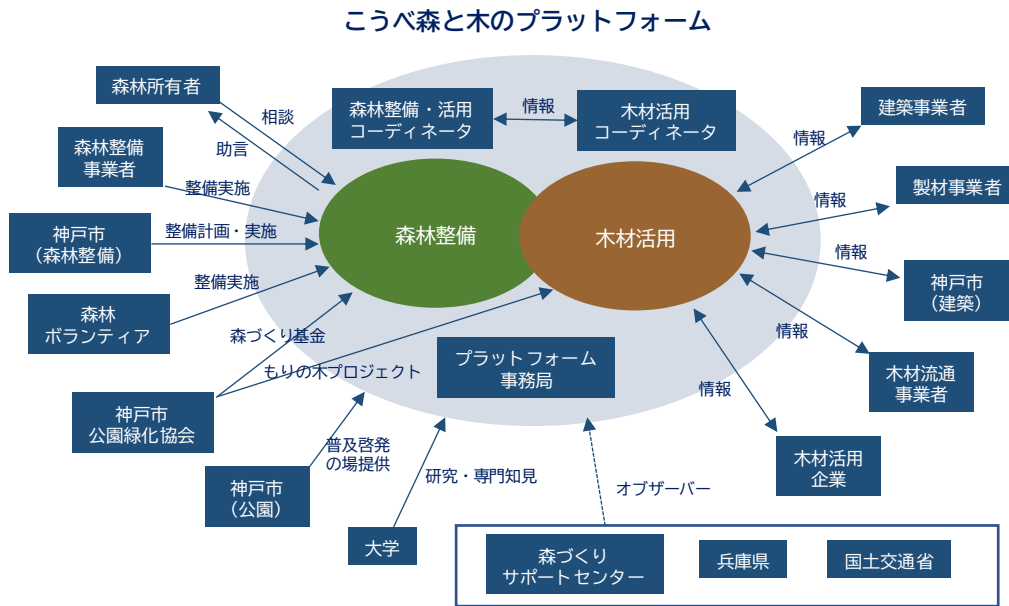 こうべ森と木のプラットフォーム
森林所有者
相談
助言
森林整備
事業者
整備実施
神戸市
（森林整備）
整備計画・実施
森林
ボランティア
整備実施
神戸市
公園緑化協会
森づくり基金
もりの木プロジェクト
神戸市
（公園）
普及啓発
の場提供
大学
研究・専門知見
森林整備・活用
コーディネータ
情報
木材活用
コーディネータ
森林整備
木材活用
プラットフォーム
事務局
建築事業者
情報
製材事業者
情報
神戸市
（建築）
情報
木材流通
事業者
情報
木材活用
企業
情報
オブザーバー
森づくり
サポートセンター
兵庫県
国土交通省